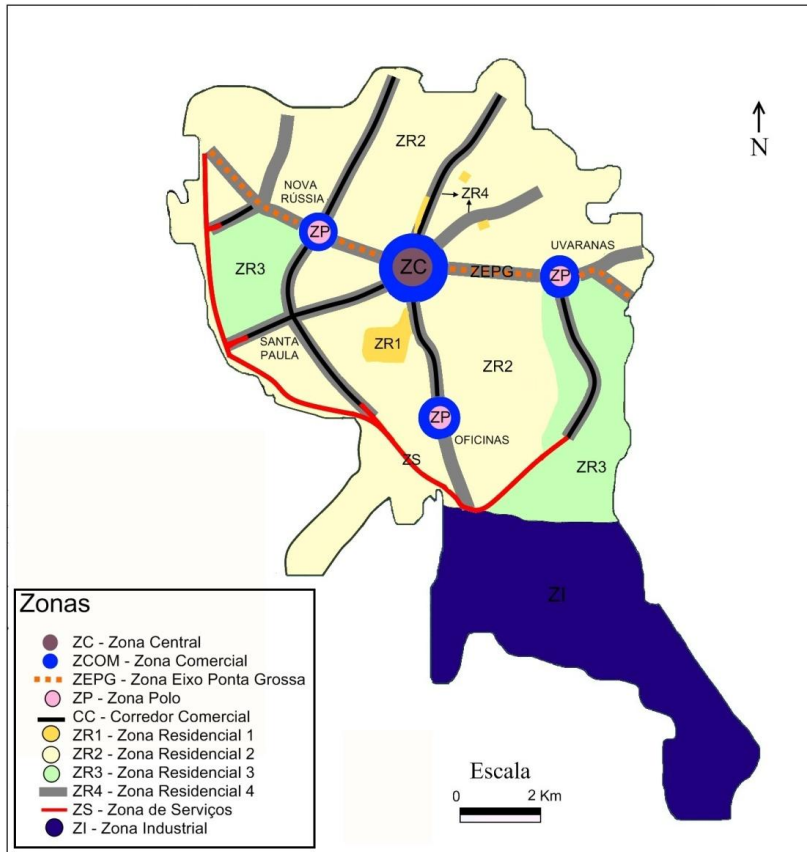 N
ZR2
ZR4
NOVA
RÚSSIA
ZP
UVARANAS
ZR3
ZC
ZEPG
ZP
SANTA
PAULA
ZR1
ZR2
ZP
OFICINAS
ZS
ZR3
ZI
Zonas
ZC - Zona Central
ZCOM - Zona Comercial
ZEPG - Zona Eixo Ponta Grossa
ZP - Zona Polo
CC - Corredor Comercial
ZR1 - Zona Residencial 1
ZR2 - Zona Residencial 2
ZR3 - Zona Residencial 3
ZR4 - Zona Residencial 4
ZS - Zona de Serviços
ZI - Zona Industrial
Escala
0 2 Km